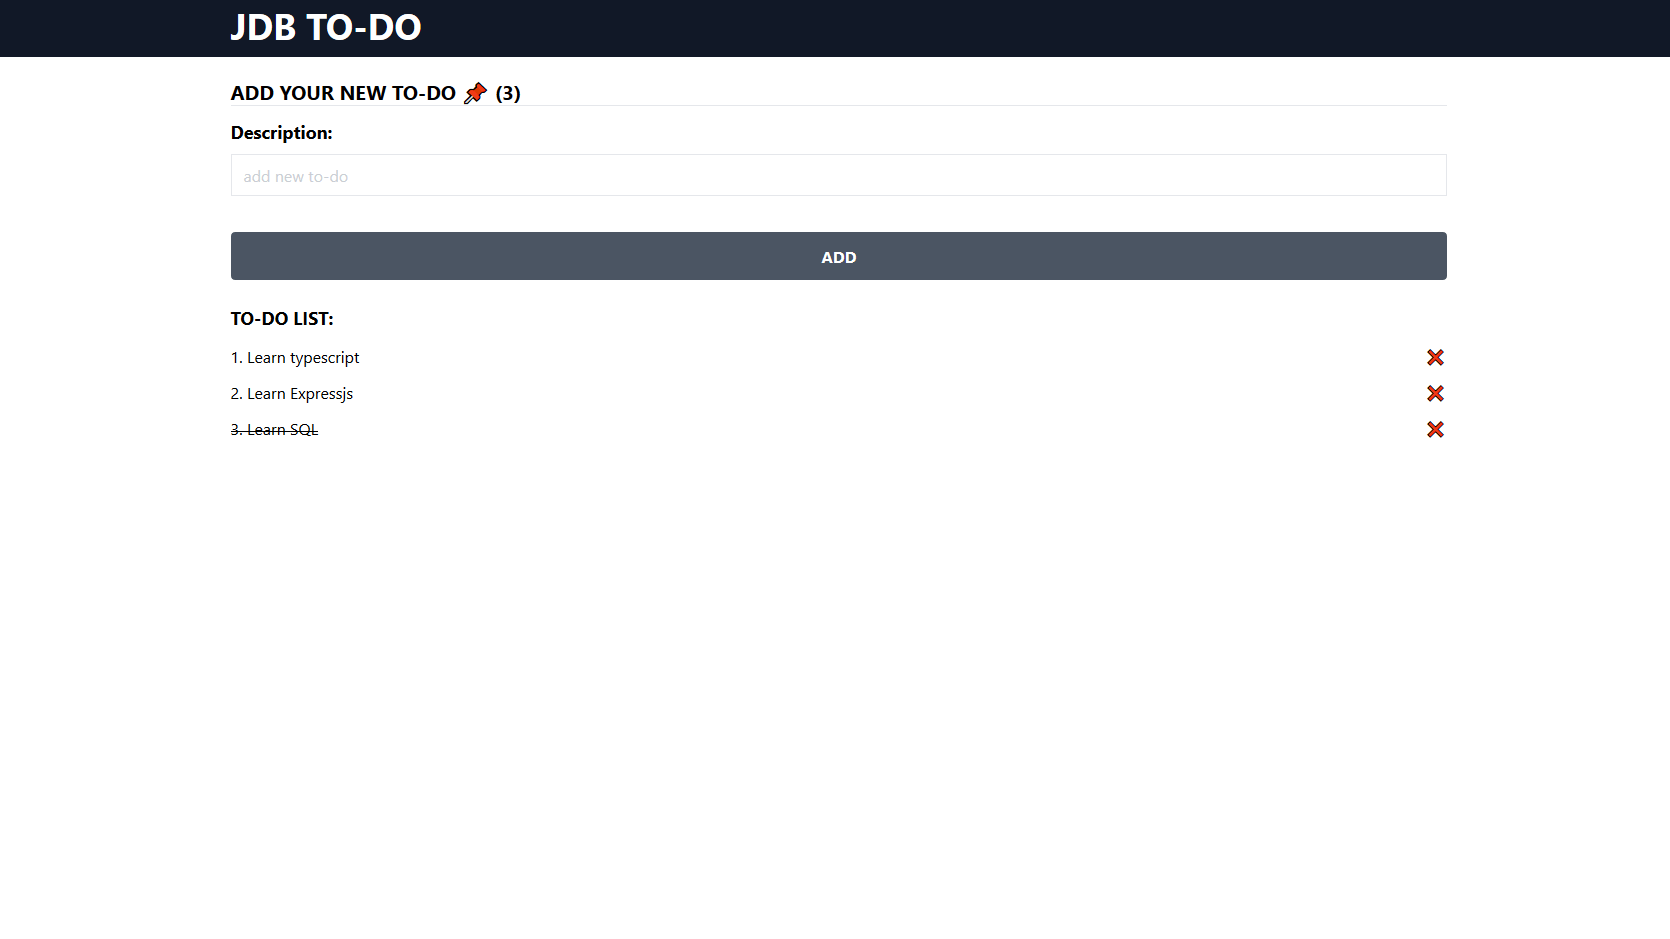 JDB TO-DO
ADD YOUR NEW TO-DO 📌 (3)
Description:
add new to-do
ADD
TO-DO LIST:
1. Learn typescript ❌
2. Learn Expressjs ❌
3. Learn SQL ❌